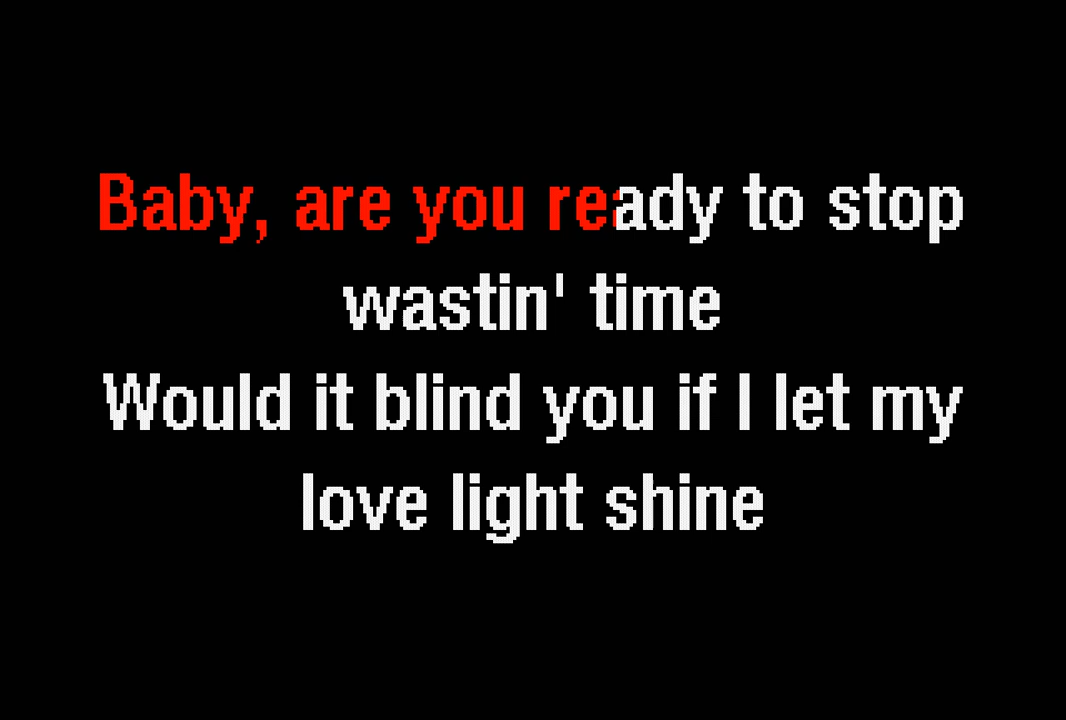 Baby, are you ready to stop
wastin' time
Would it blind you if I let my
love light shine